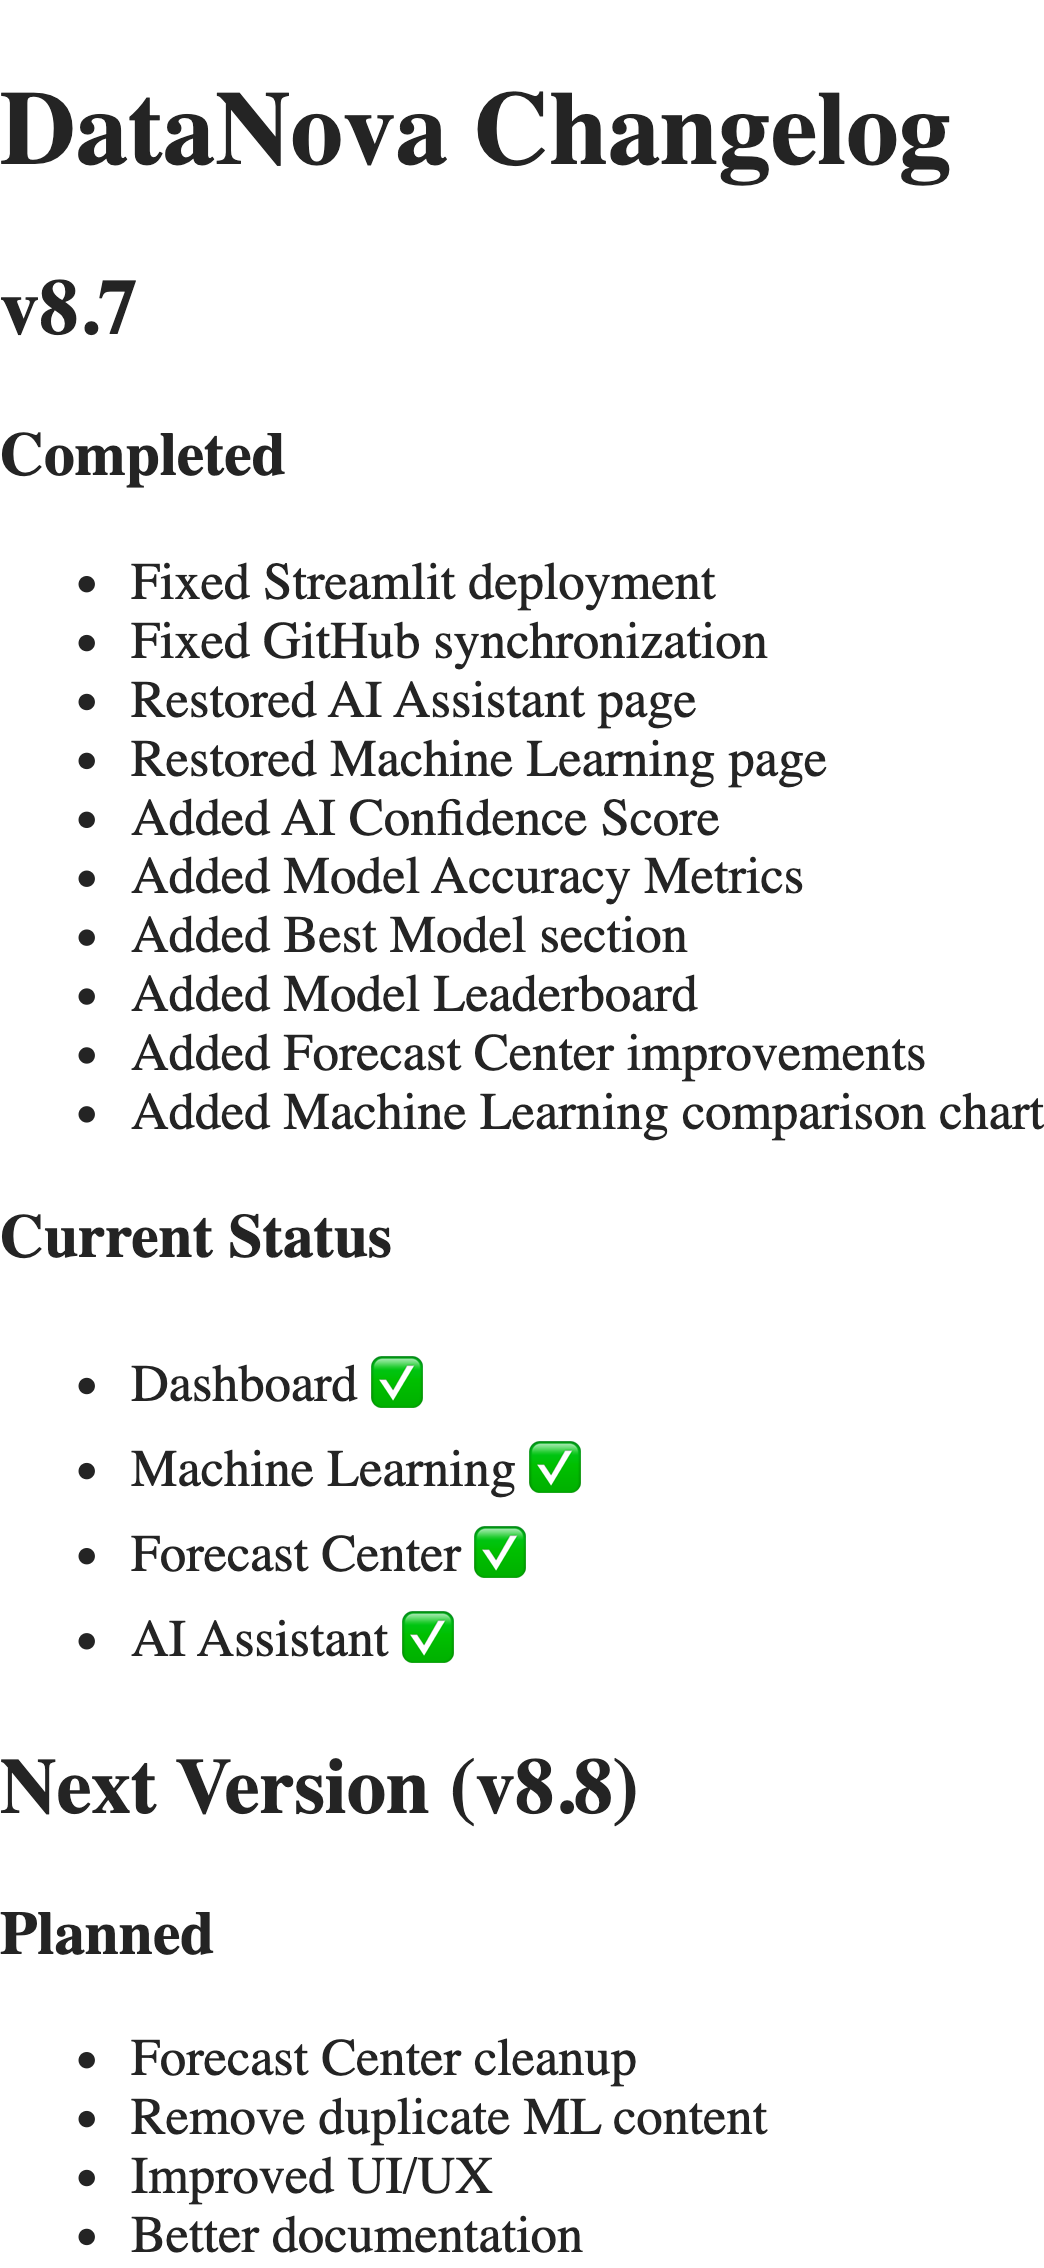 DataNova Changelog
v8.7
Completed
• Fixed Streamlit deployment
• Fixed GitHub synchronization
• Restored AI Assistant page
• Restored Machine Learning page
• Added AI Confidence Score
• Added Model Accuracy Metrics
• Added Best Model section
• Added Model Leaderboard
• Added Forecast Center improvements
• Added Machine Learning comparison chart
Current Status
• Dashboard ✅
• Machine Learning ✅
• Forecast Center ✅
• AI Assistant ✅
Next Version (v8.8)
Planned
• Forecast Center cleanup
• Remove duplicate ML content
• Improved UI/UX
• Better documentation